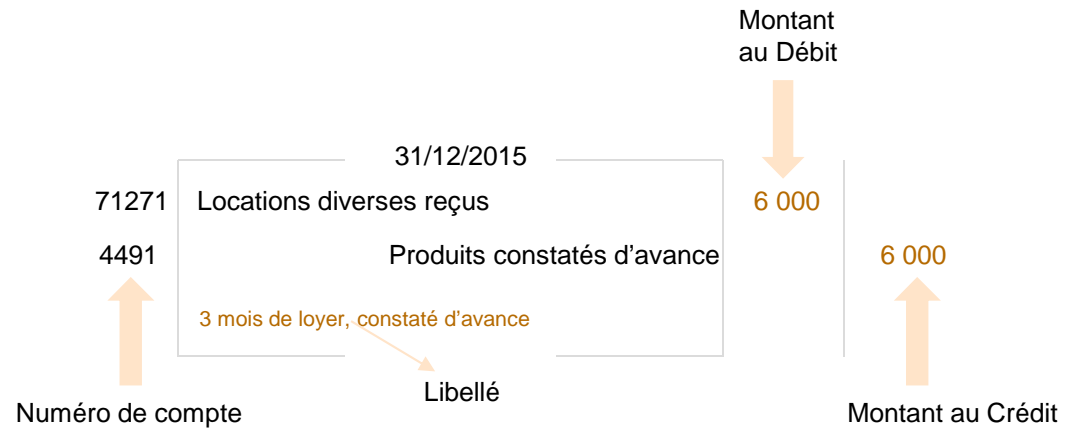 Montant
au Débit
31/12/2015
71271 Locations diverses reçus 6 000
4491 Produits constatés d’avance 6 000
3 mois de loyer, constaté d’avance
Libellé
Numéro de compte Montant au Crédit